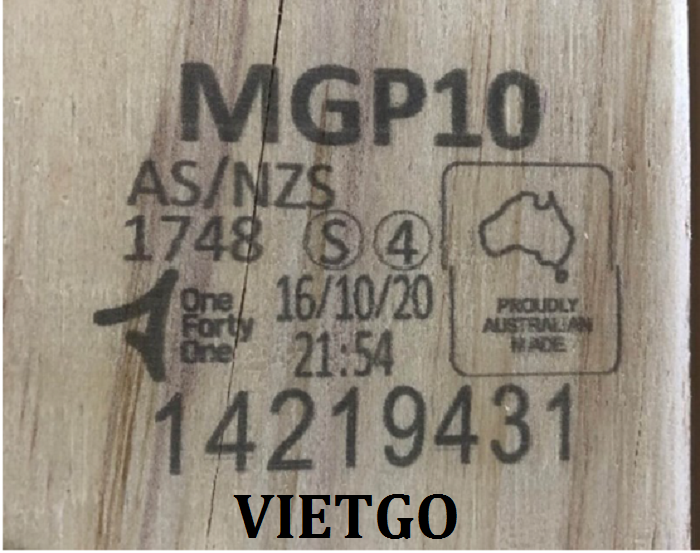 MGP10
AS/NZS
1748 S 4
One
Forty
One
16/10/20
21:54
PROUDLY
AUSTRALIAN
MADE
14219431
VIETGO